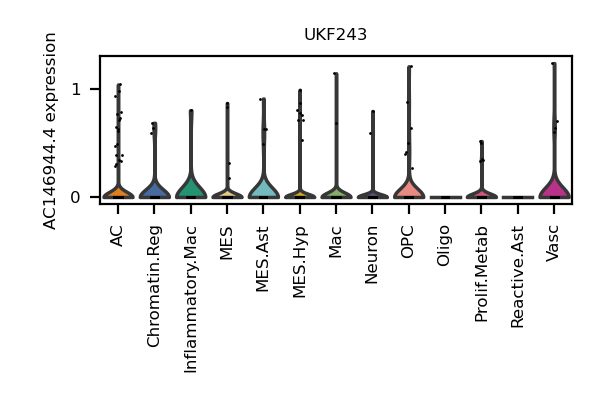 UKF243
AC146944.4 expression
1
0
AC
Chromatin.Reg
Inflammatory.Mac
MES
MES.Ast
MES.Hyp
Mac
Neuron
OPC
Oligo
Prolif.Metab
Reactive.Ast
Vasc